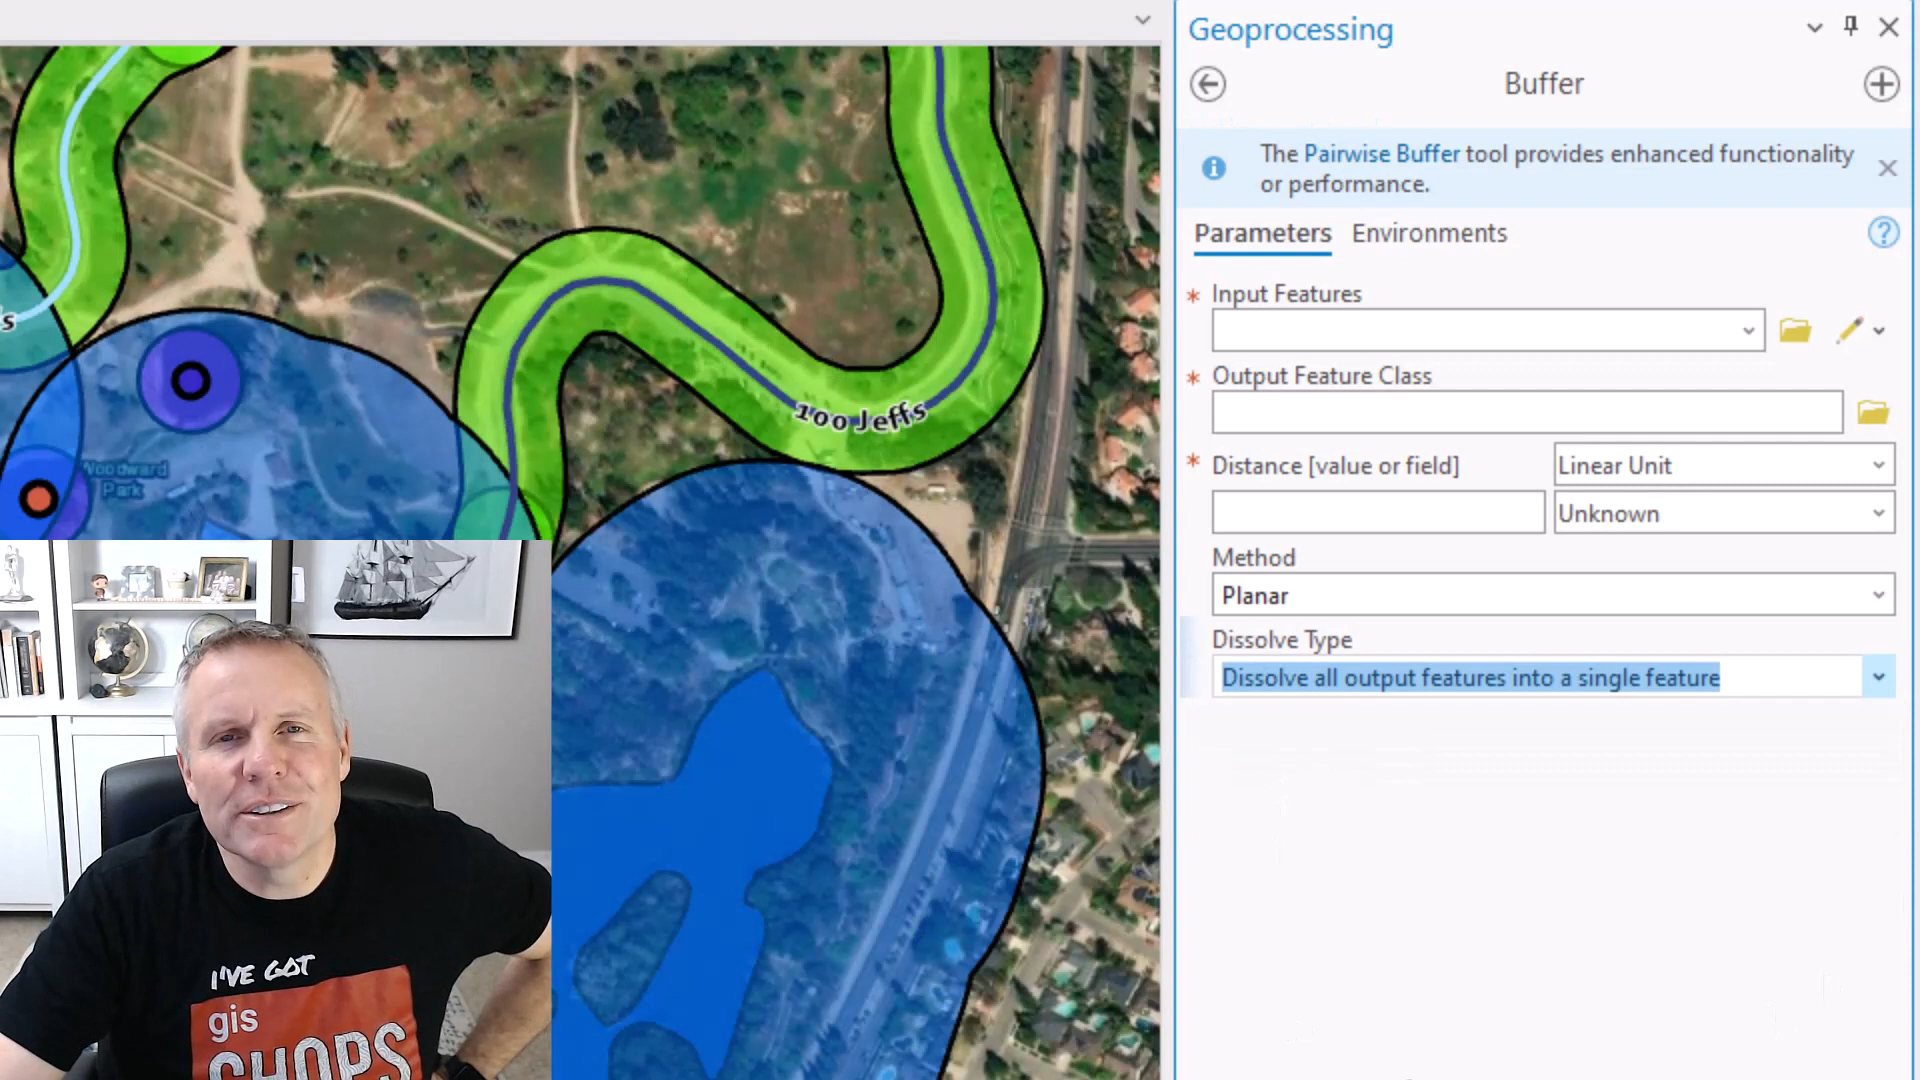 Geoprocessing
Buffer
The Pairwise Buffer tool provides enhanced functionality
or performance.
Parameters Environments
* Input Features
* Output Feature Class
* Distance [value or field] Linear Unit
Unknown
Method
Planar
Dissolve Type
Dissolve all output features into a single feature
s
100 Jeffs
Woodward
Park
I'VE GOT
gis
CHOPS